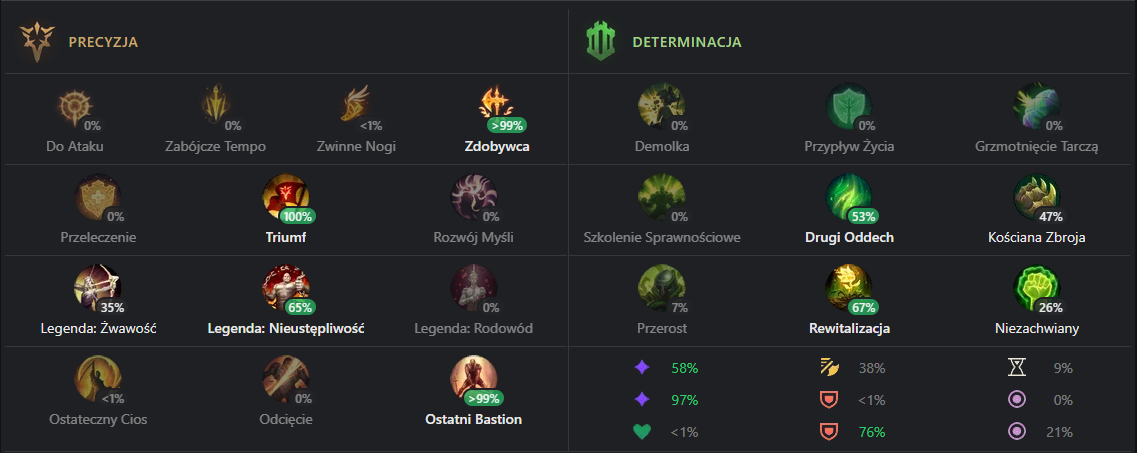 PRECYZJA
DETERMINACJA
0% 0% <1% >99%
Do Ataku Zabójcze Tempo Zwinne Nogi Zdobywca
0% 0% 0%
Demolka Przypływ Życia Grzmotnięcie Tarczą
0% 100% 0%
Przeleczenie Triumf Rozwój Myśli
0% 53% 47%
Szkolenie Sprawnościowe Drugi Oddech Kościana Zbroja
35% 65% 0%
Legenda: Żwawość Legenda: Nieustępliwość Legenda: Rodowód
7% 67% 26%
Przerost Rewitalizacja Niezachwiany
<1% 0% >99%
Ostateczny Cios Odcięcie Ostatni Bastion
58% 38% 9%
97% <1% 0%
<1% 76% 21%